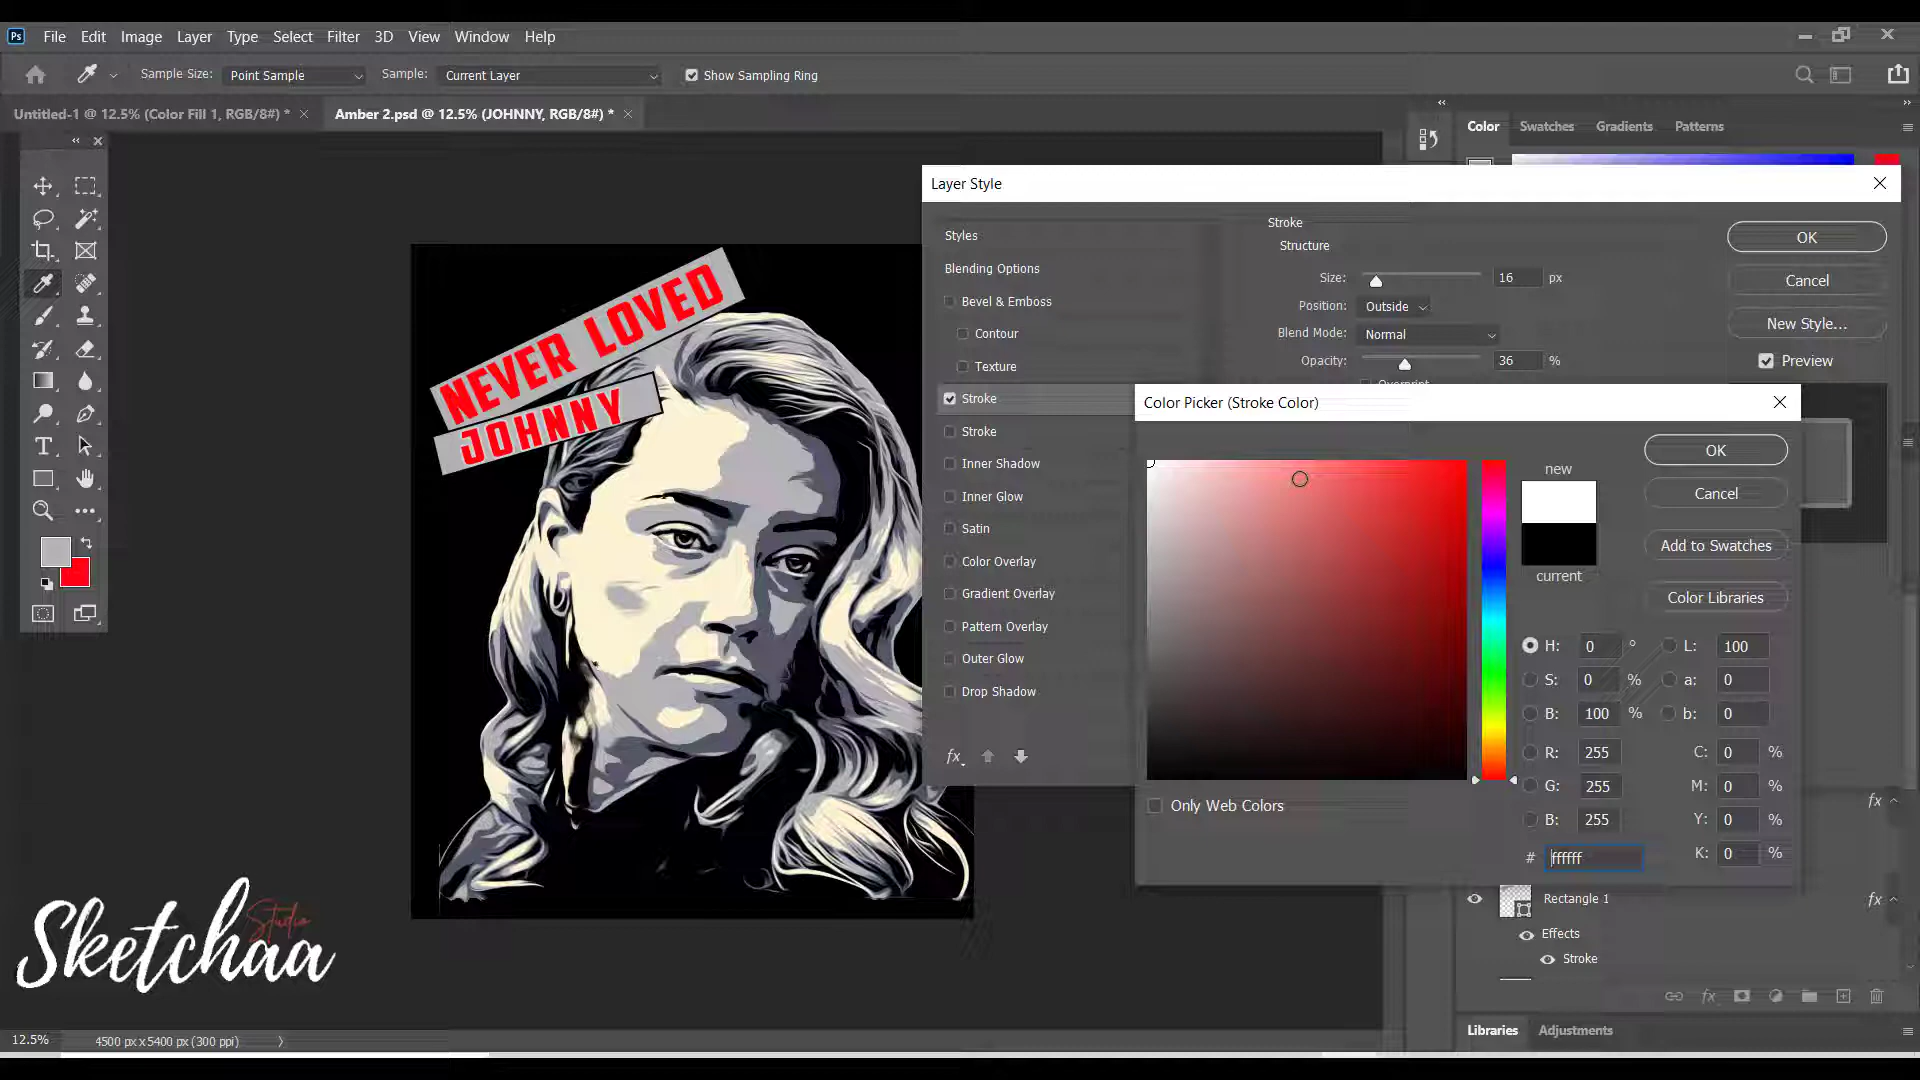 File Edit Image Layer Type Select Filter 3D View Window Help
Sample Size: Point Sample Sample: Current Layer Show Sampling Ring
Untitled-1 @ 12.5% (Color Fill 1, RGB/8#) * Amber 2.psd @ 12.5% (JOHNNY, RGB/8#) *
Color Swatches Gradients Patterns
Layer Style
Styles
Blending Options
Bevel & Emboss
Contour
Texture
Stroke
Stroke
Inner Shadow
Inner Glow
Satin
Color Overlay
Gradient Overlay
Pattern Overlay
Outer Glow
Drop Shadow
fx
Stroke
Structure
Size: 16 px
Position: Outside
Blend Mode: Normal
Opacity: 36 %
Overprint
OK
Cancel
New Style...
Preview
Color Picker (Stroke Color)
new
current
OK
Cancel
Add to Swatches
Color Libraries
H: 0 ° L: 100
S: 0 % a: 0
B: 100 % b: 0
R: 255 C: 0 %
G: 255 M: 0 %
B: 255 Y: 0 %
# ffffff K: 0 %
Only Web Colors
NEVER LOVED
JOHNNY
fx
Rectangle 1 fx
Effects
Stroke
fx
Libraries Adjustments
Sketchaa
Studio
12.5% 4500 px x 5400 px (300 ppi)
Ps
T